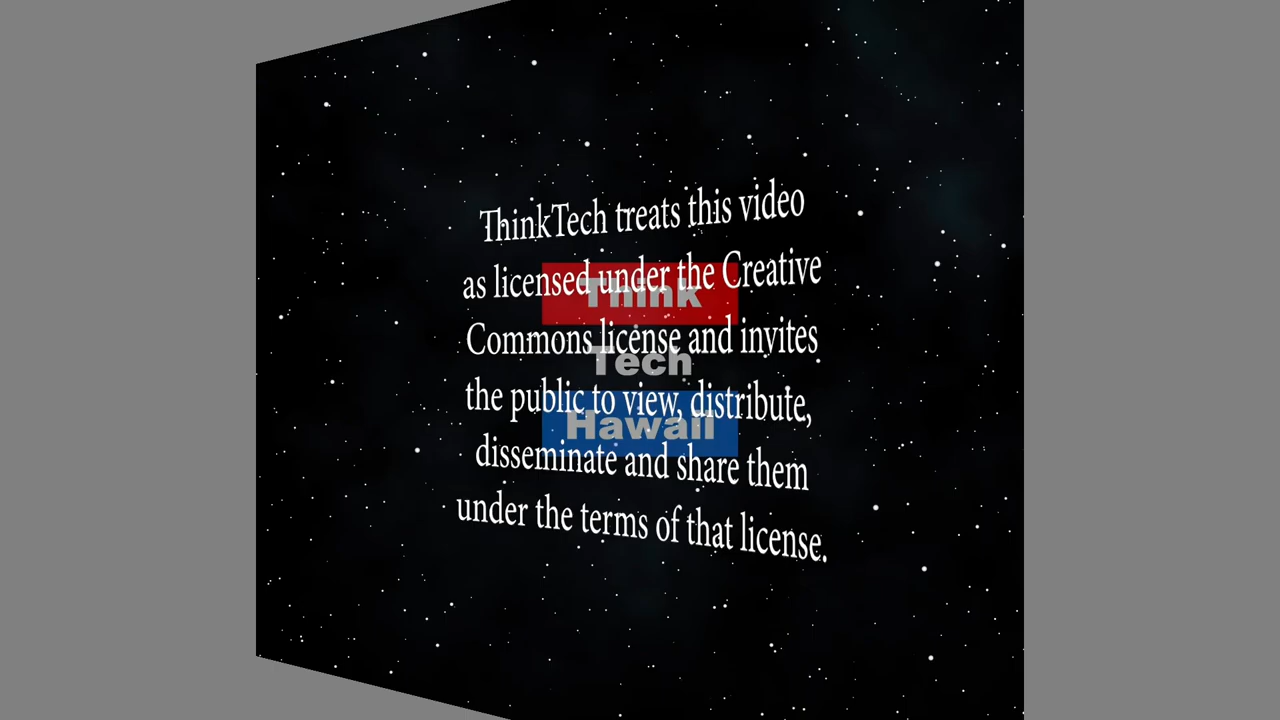 ThinkTech treats this video
as licensed under the Creative
Commons license and invites
the public to view, distribute,
disseminate and share them
under the terms of that license.
Think
Tech
Hawaii